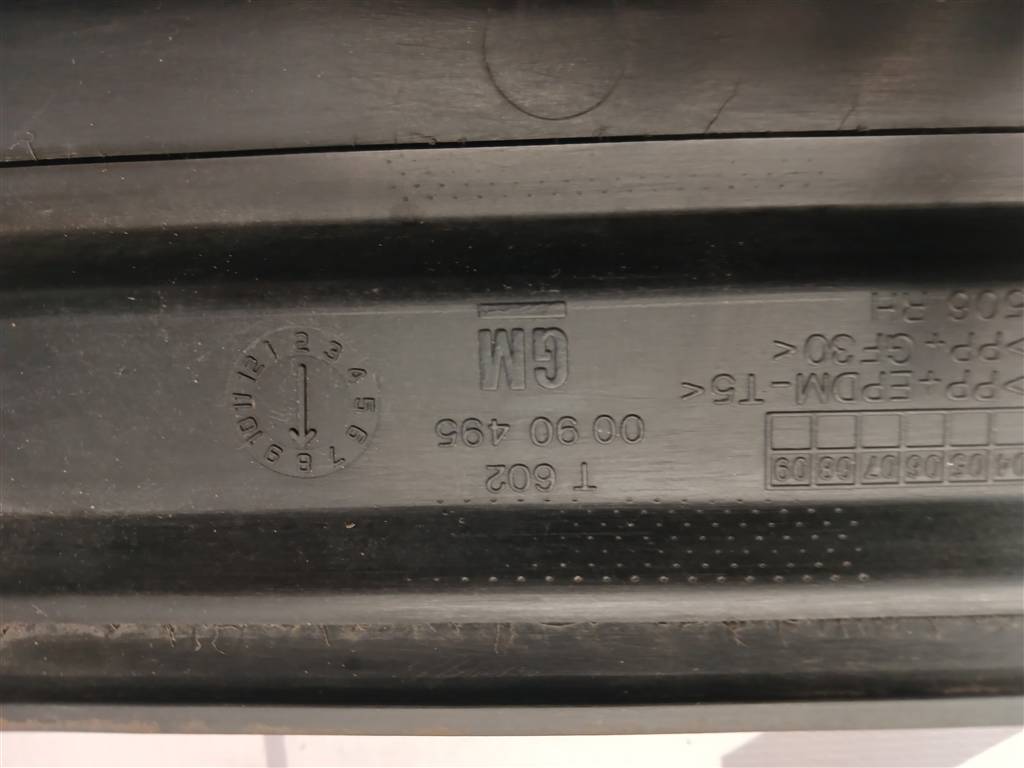 04 05 06 07 08 09
>PP+EPDM-T5<
>PP+GF30<
506 RH
T 602
00 90 495
GM
1 2 3 4 5 6 7 8 9 10 11 12